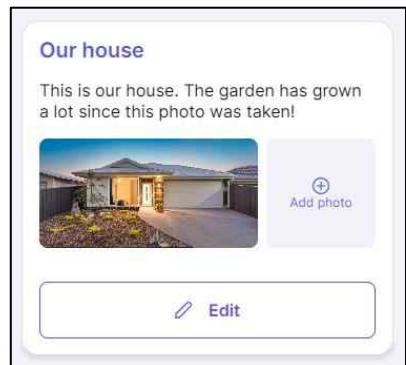 Our house
This is our house. The garden has grown
a lot since this photo was taken!
Add photo
Edit